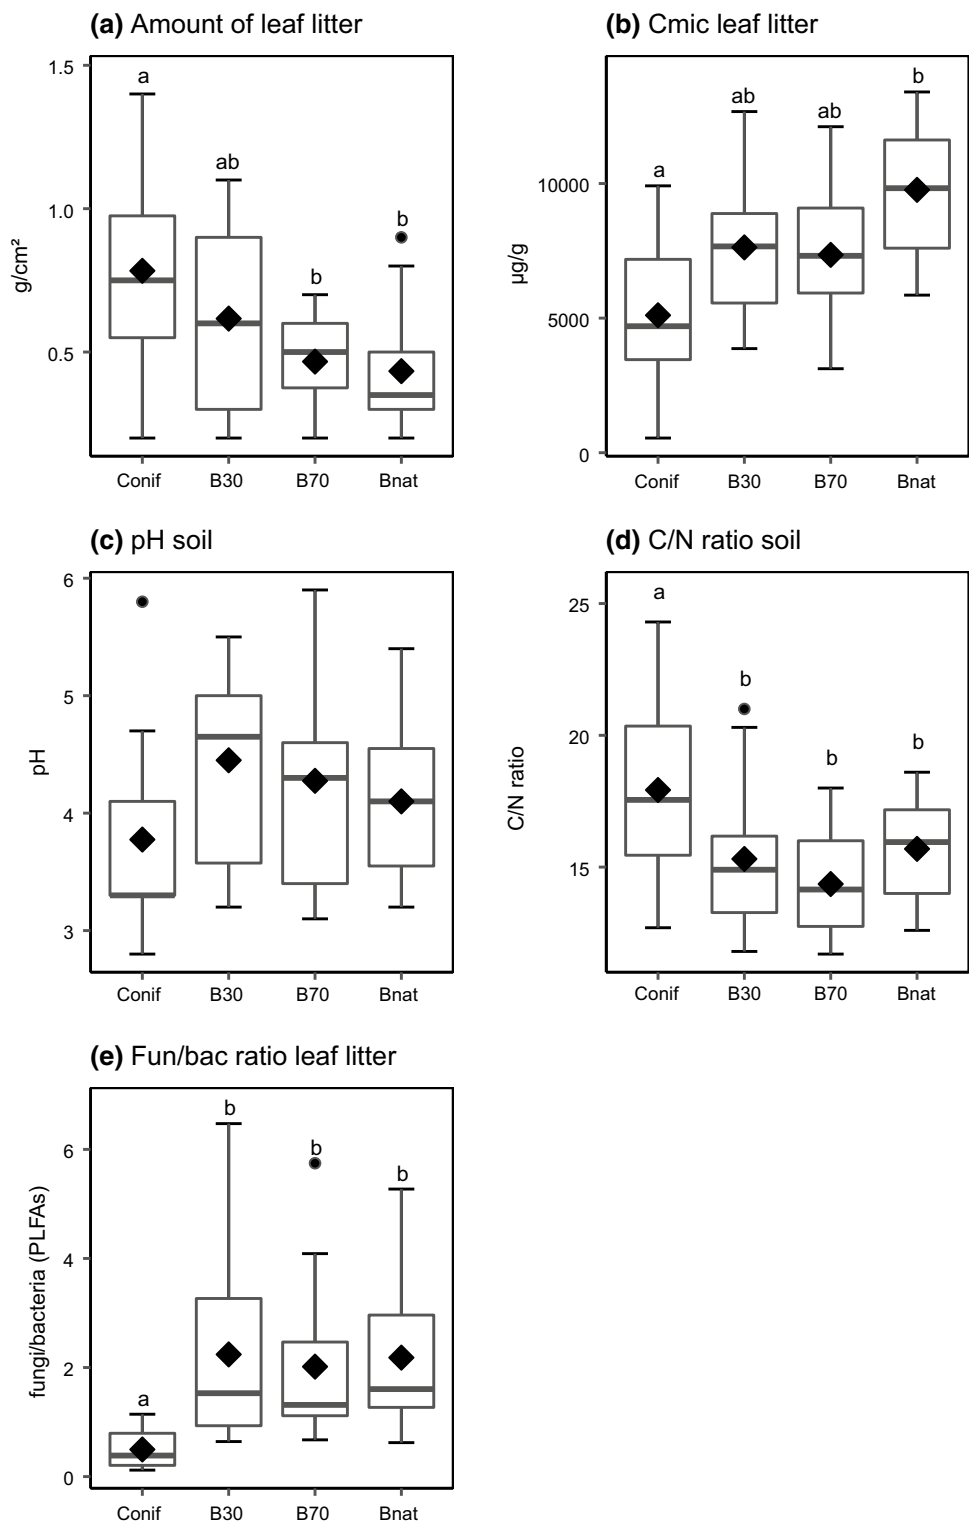 (a) Amount of leaf litter
g/cm²
1.5
1.0
0.5
a
ab
b
b
Conif B30 B70 Bnat
(b) Cmic leaf litter
µg/g
10000
5000
0
a
ab
ab
b
Conif B30 B70 Bnat
(c) pH soil
pH
6
5
4
3
Conif B30 B70 Bnat
(d) C/N ratio soil
C/N ratio
25
20
15
a
b
b
b
Conif B30 B70 Bnat
(e) Fun/bac ratio leaf litter
fungi/bacteria (PLFAs)
6
4
2
0
a
b
b
b
Conif B30 B70 Bnat